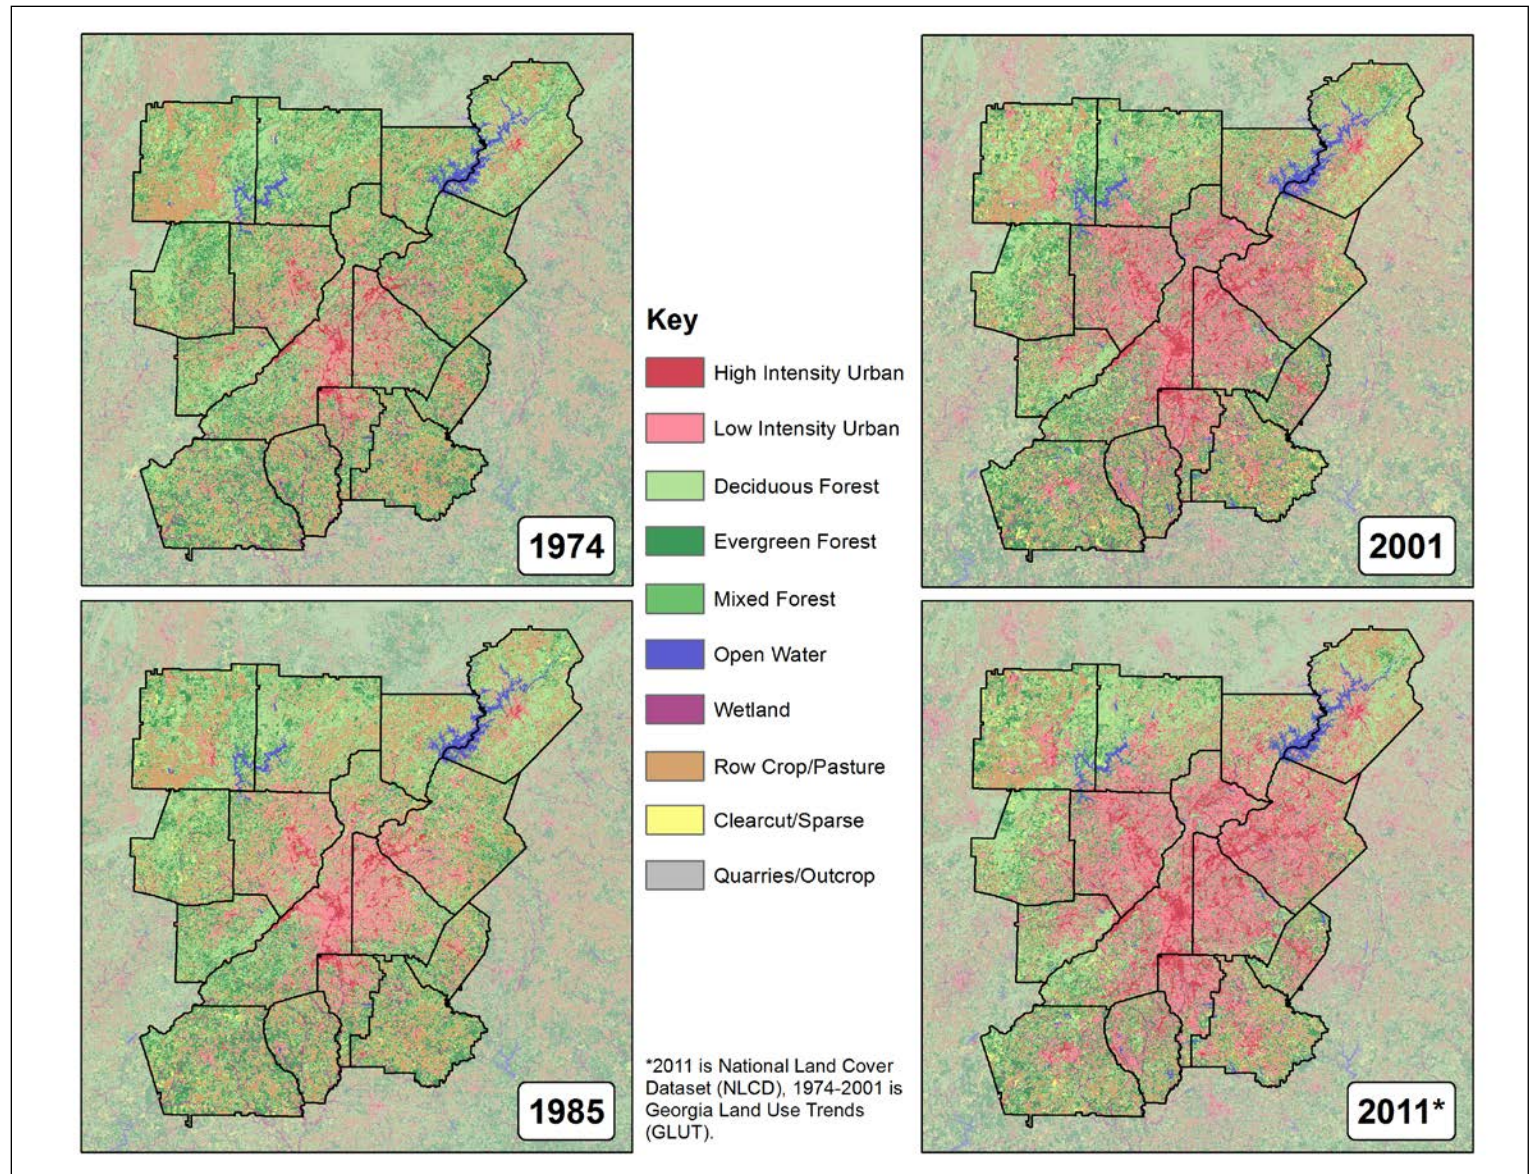 1974
2001
Key
High Intensity Urban
Low Intensity Urban
Deciduous Forest
Evergreen Forest
Mixed Forest
Open Water
Wetland
Row Crop/Pasture
Clearcut/Sparse
Quarries/Outcrop
*2011 is National Land Cover
Dataset (NLCD), 1974-2001 is
Georgia Land Use Trends
(GLUT).
1985
2011*